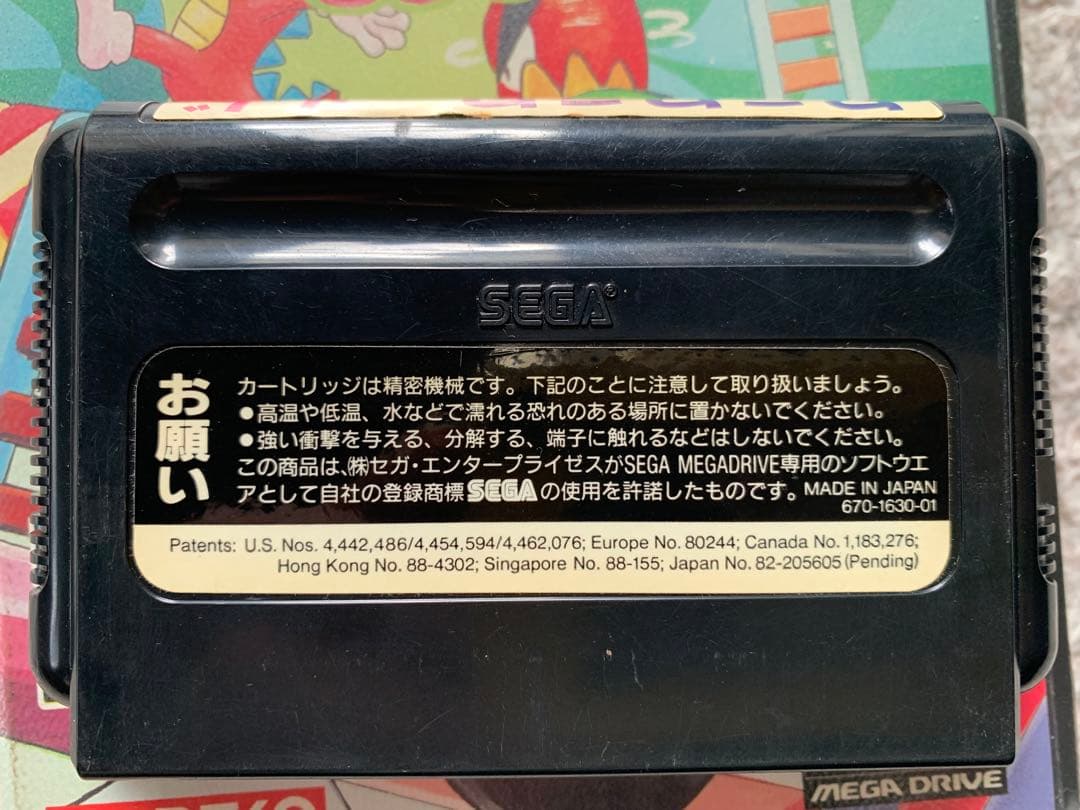 SEGA®
お願い
カートリッジは精密機械です。下記のことに注意して取り扱いましょう。
●高温や低温、水などで濡れる恐れのある場所に置かないでください。
●強い衝撃を与える、分解する、端子に触れるなどはしないでください。
この商品は、㈱セガ・エンタープライゼスがSEGA MEGADRIVE専用のソフトウエ
アとして自社の登録商標SEGAの使用を許諾したものです。MADE IN JAPAN
670-1630-01
Patents: U.S. Nos. 4,442,486/4,454,594/4,462,076; Europe No. 80244; Canada No. 1,183,276;
Hong Kong No. 88-4302; Singapore No. 88-155; Japan No. 82-205605 (Pending)
MEGA DRIVE